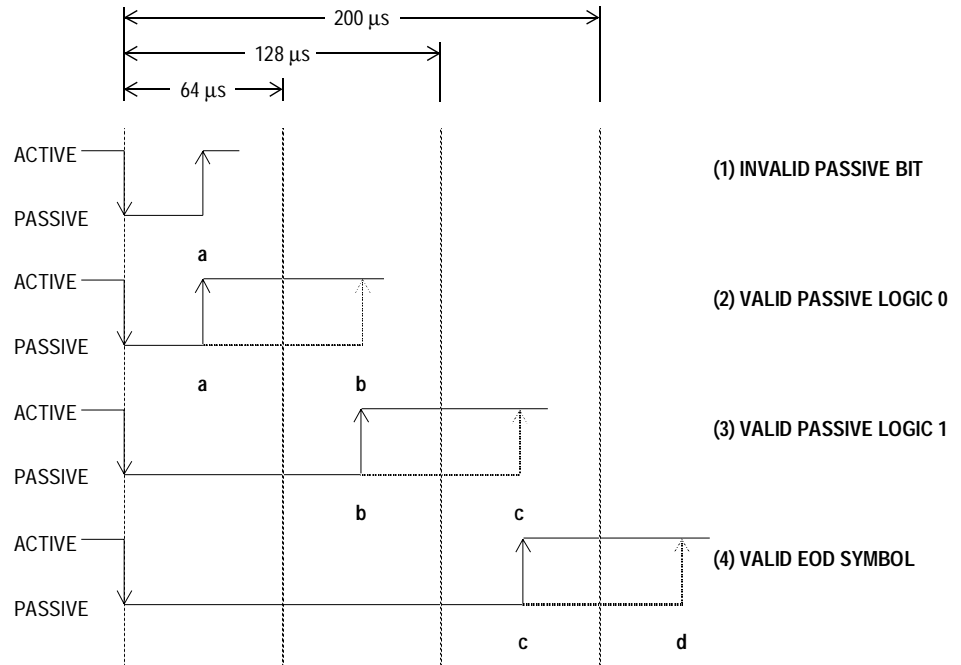 200 µs
128 µs
64 µs
ACTIVE
(1) INVALID PASSIVE BIT
PASSIVE
a
ACTIVE
(2) VALID PASSIVE LOGIC 0
PASSIVE
a b
ACTIVE
(3) VALID PASSIVE LOGIC 1
PASSIVE
b c
ACTIVE
(4) VALID EOD SYMBOL
PASSIVE
c d